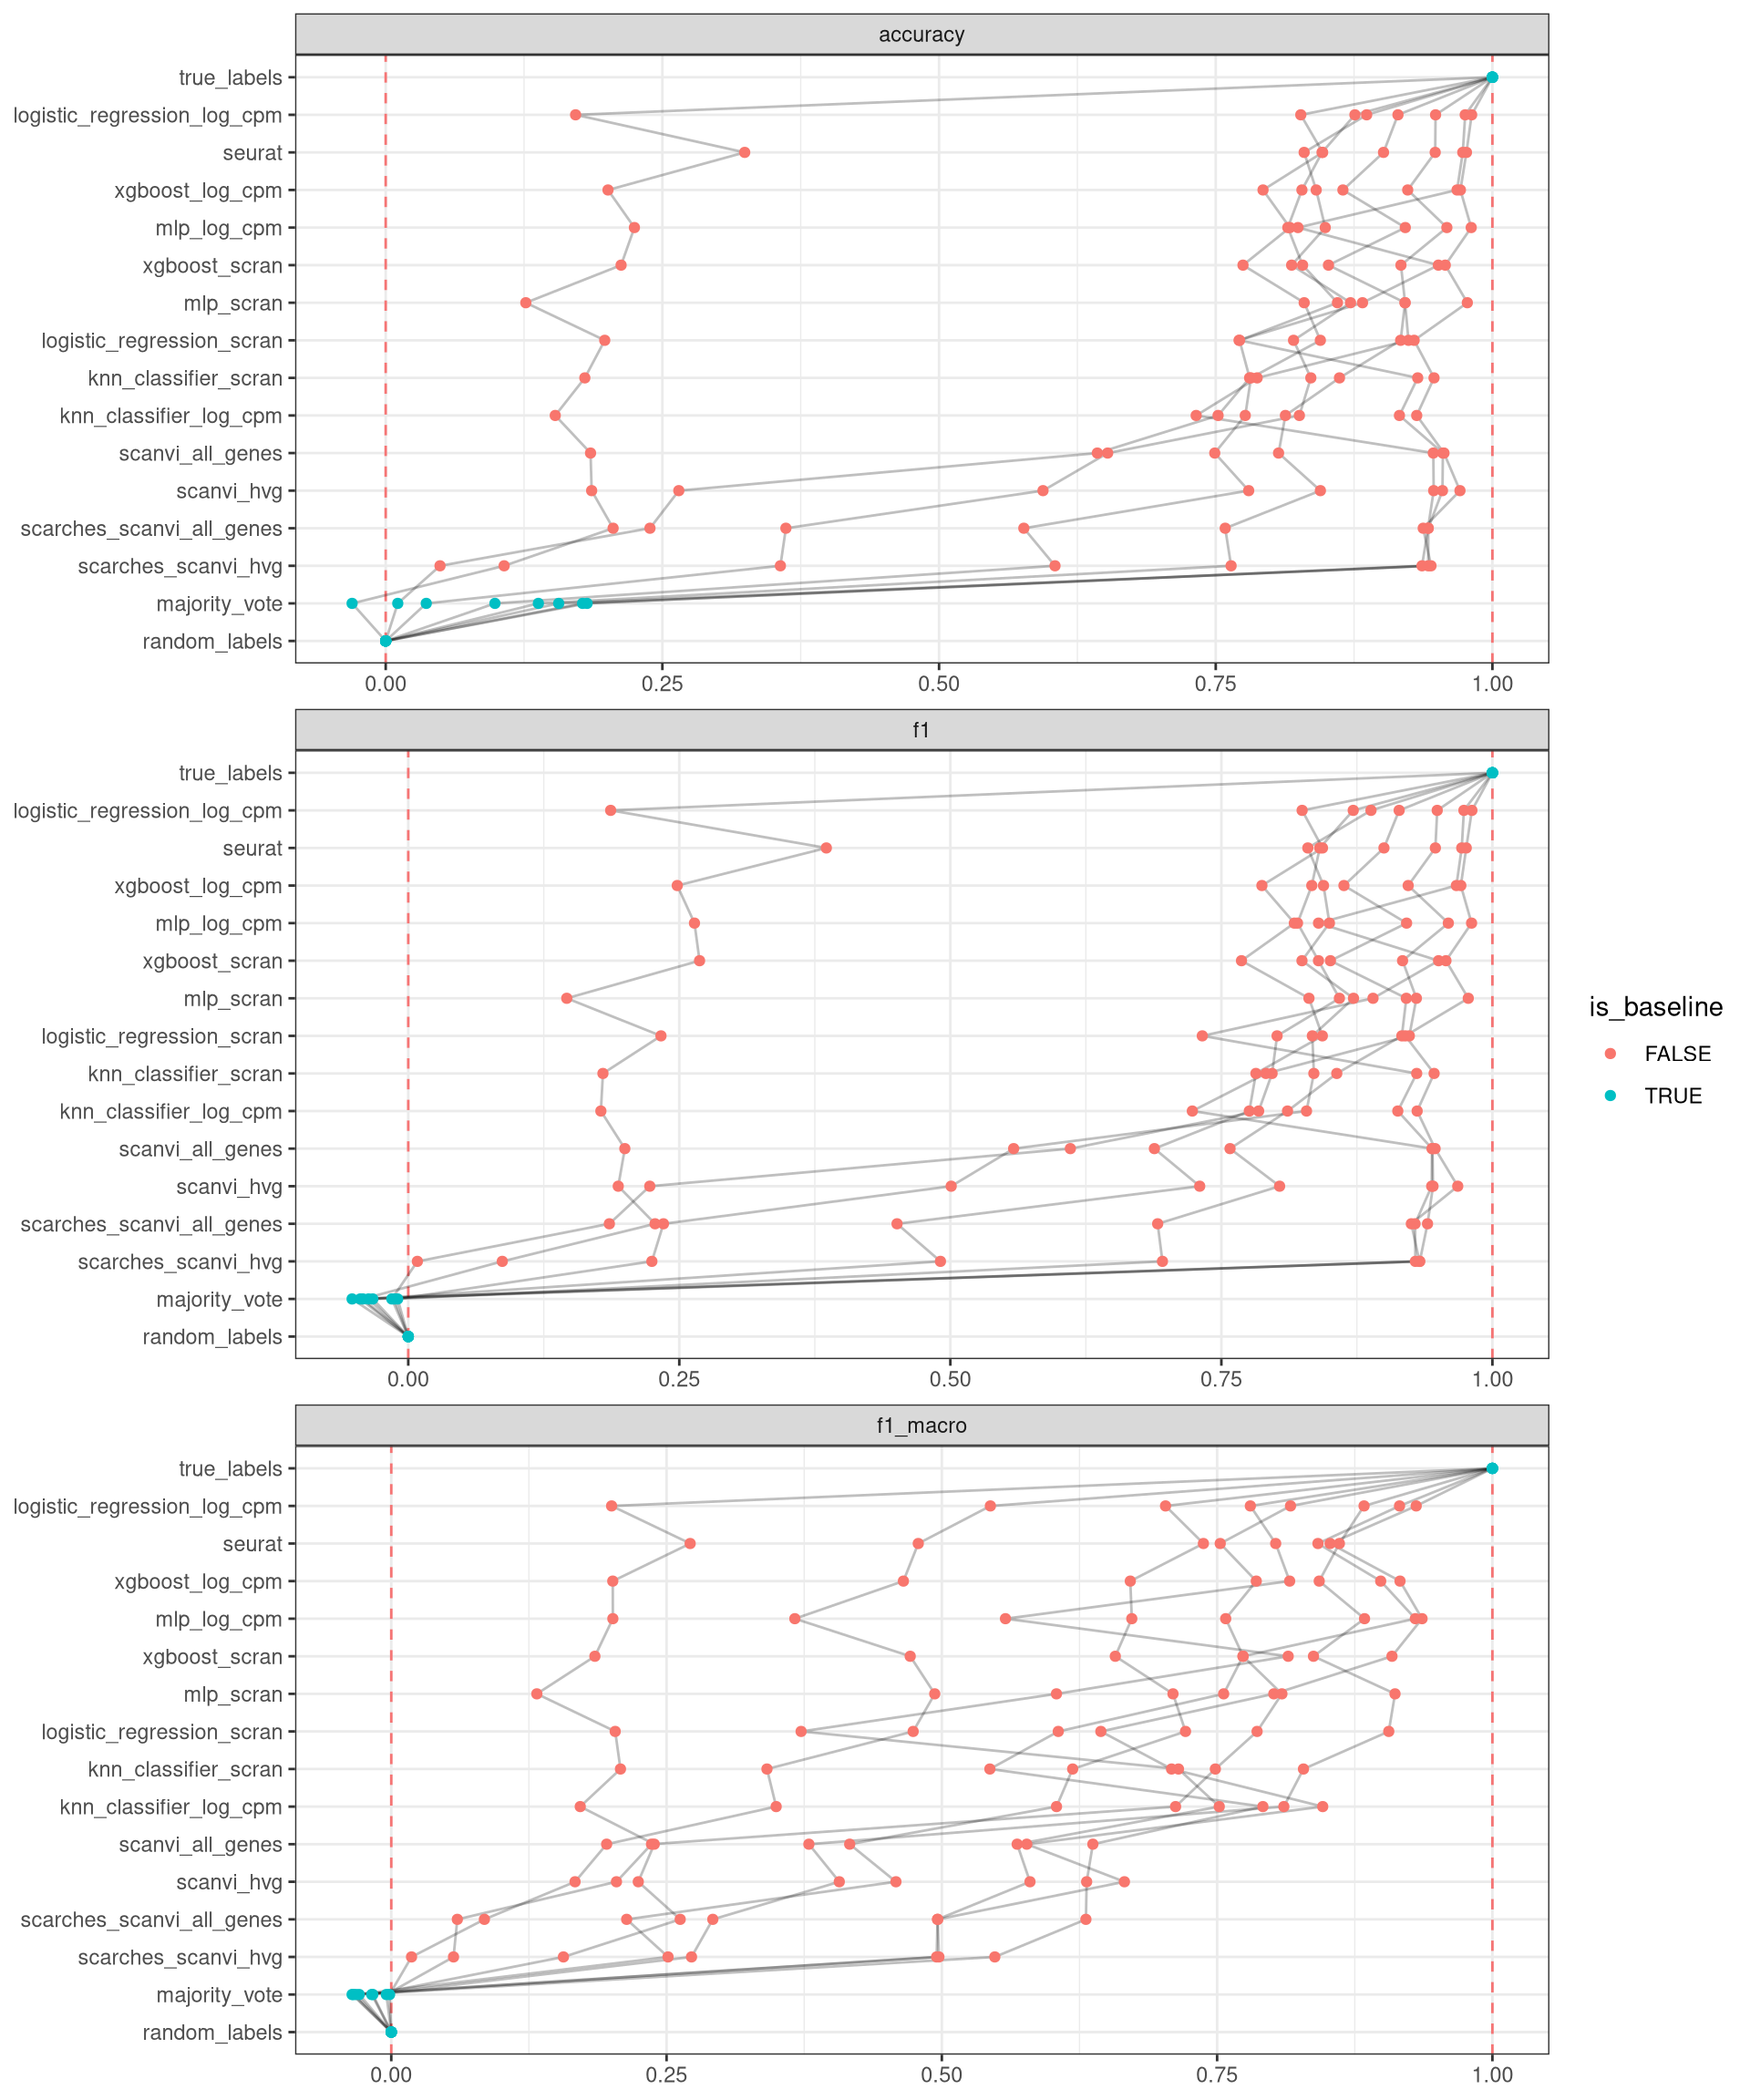 accuracy
true_labels
logistic_regression_log_cpm
seurat
xgboost_log_cpm
mlp_log_cpm
xgboost_scran
mlp_scran
logistic_regression_scran
knn_classifier_scran
knn_classifier_log_cpm
scanvi_all_genes
scanvi_hvg
scarches_scanvi_all_genes
scarches_scanvi_hvg
majority_vote
random_labels
0.00 0.25 0.50 0.75 1.00
f1
true_labels
logistic_regression_log_cpm
seurat
xgboost_log_cpm
mlp_log_cpm
xgboost_scran
mlp_scran
logistic_regression_scran
knn_classifier_scran
knn_classifier_log_cpm
scanvi_all_genes
scanvi_hvg
scarches_scanvi_all_genes
scarches_scanvi_hvg
majority_vote
random_labels
0.00 0.25 0.50 0.75 1.00
f1_macro
true_labels
logistic_regression_log_cpm
seurat
xgboost_log_cpm
mlp_log_cpm
xgboost_scran
mlp_scran
logistic_regression_scran
knn_classifier_scran
knn_classifier_log_cpm
scanvi_all_genes
scanvi_hvg
scarches_scanvi_all_genes
scarches_scanvi_hvg
majority_vote
random_labels
0.00 0.25 0.50 0.75 1.00
is_baseline
FALSE
TRUE